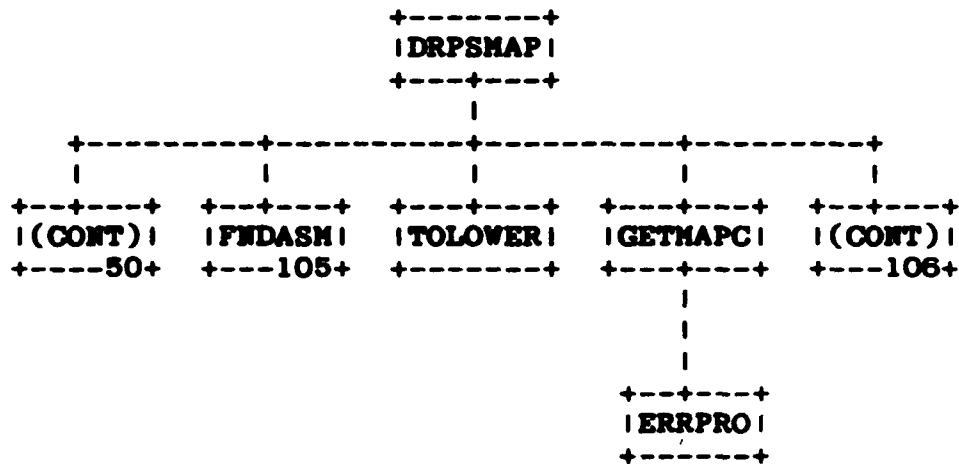 DRPSMAP
(CONT) FNDASM TOLOWER GETMAPC (CONT)
50 105 106
ERRPRO